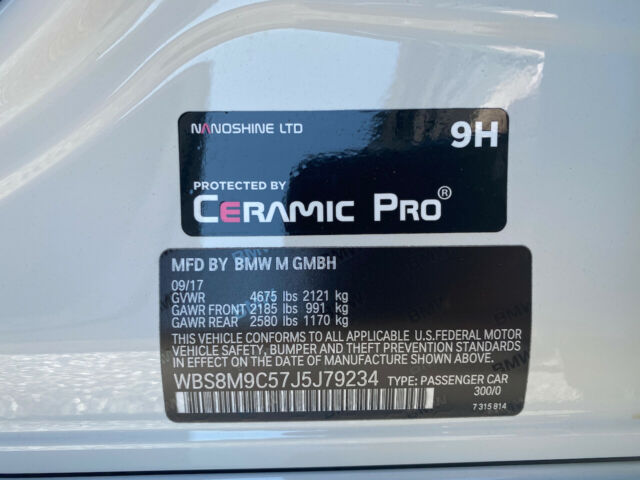 NANOSHINE LTD
9H
PROTECTED BY
CERAMIC PRO®
MFD BY BMW M GMBH
09/17
GVWR 4675 lbs 2121 kg
GAWR FRONT 2185 lbs 991 kg
GAWR REAR 2580 lbs 1170 kg
THIS VEHICLE CONFORMS TO ALL APPLICABLE U.S.FEDERAL MOTOR
VEHICLE SAFETY, BUMPER AND THEFT PREVENTION STANDARDS
IN EFFECT ON THE DATE OF MANUFACTURE SHOWN ABOVE.
WBS8M9C57J5J79234 TYPE: PASSENGER CAR
300/0
7 315 814